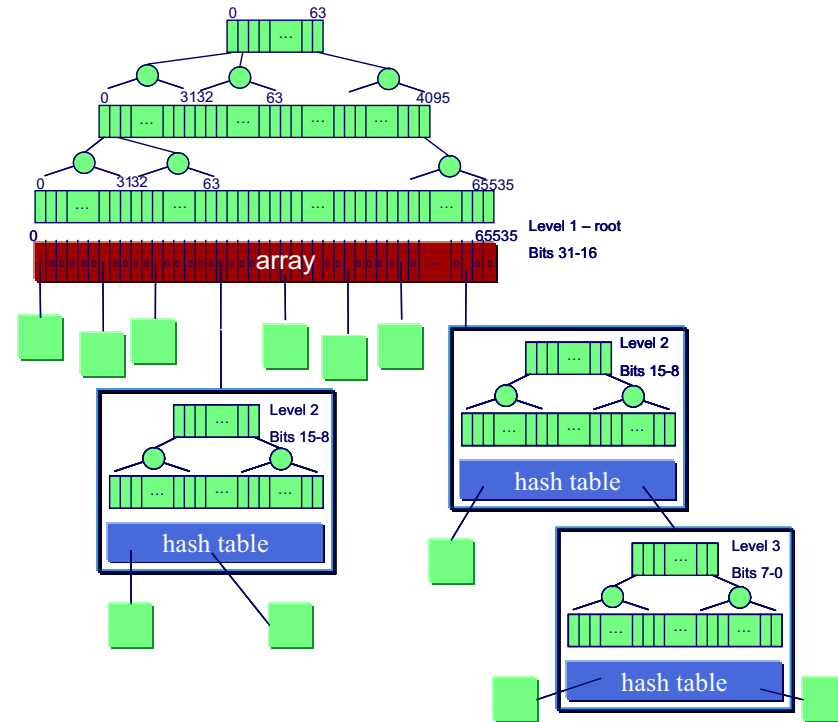 0 63
...
0 3132 63 4095
... ... ... ...
0 3132 63 65535
... ... ... ...
0 65535
Level 1 – root
Bits 31-16
array
...
Level 2
Bits 15-8
...
... ... ...
hash table
Level 2
Bits 15-8
...
... ... ...
hash table
Level 3
Bits 7-0
...
... ... ...
hash table